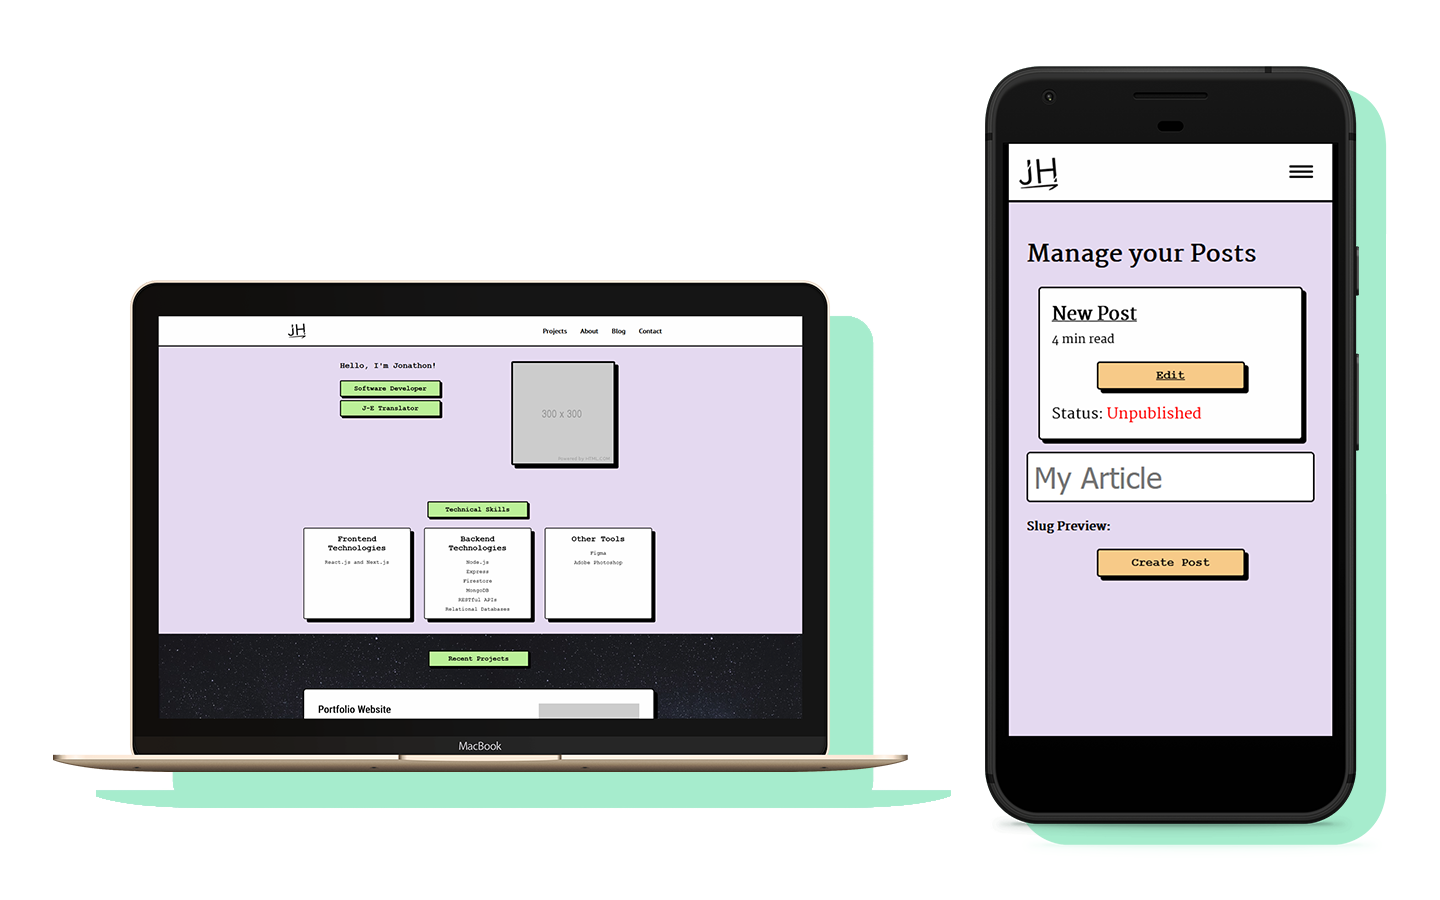 JH
Projects About Blog Contact
Hello, I'm Jonathon!
Software Developer
J-E Translator
300 x 300
Powered by HTML.COM
Technical Skills
Frontend
Technologies
React.js and Next.js
Backend
Technologies
Node.js
Express
Firestore
MongoDB
RESTful APIs
Relational Databases
Other Tools
Figma
Adobe Photoshop
Recent Projects
Portfolio Website
MacBook
JH
Manage your Posts
New Post
4 min read
Edit
Status: Unpublished
My Article
Slug Preview:
Create Post